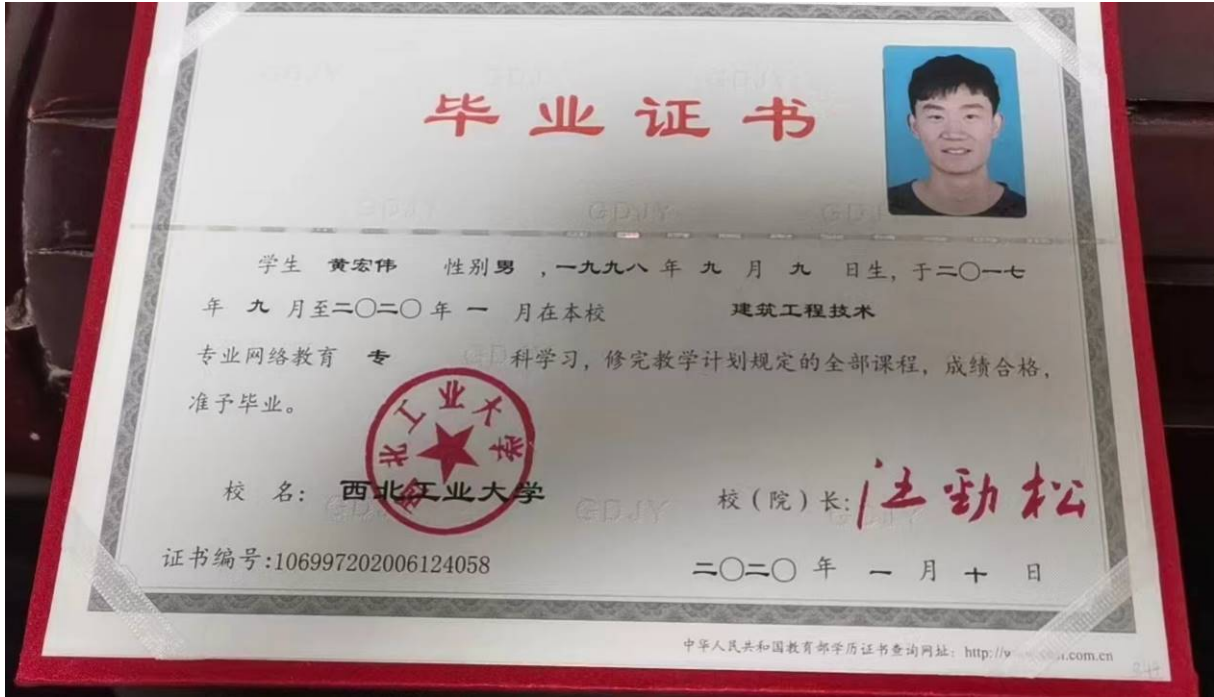 毕业证书
学生 黄宏伟 性别男 ,一九九八 年 九 月 九 日生, 于二〇一七
年 九 月至二〇二〇年 一 月在本校 建筑工程技术
专业网络教育 专 科学习, 修完教学计划规定的全部课程, 成绩合格,
准予毕业。
西北工业大学
校 名: 西北工业大学
校(院)长: 汪劲松
证书编号:106997202006124058
二〇二〇 年 一 月 十 日
中华人民共和国教育部学历证书查询网址: http://
.com.cn
GDJY
GDJY
GDJY
GDJY